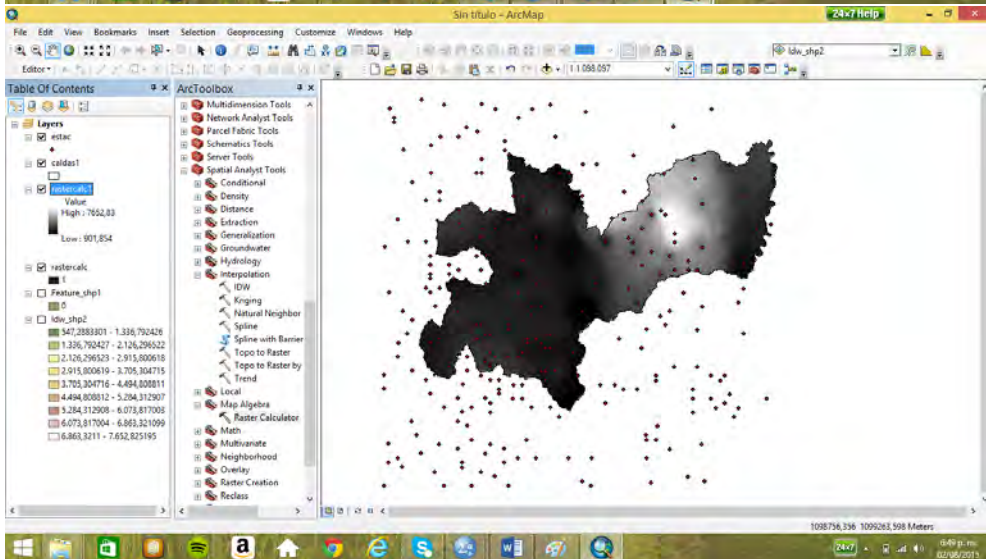 Sin título - ArcMap
24x7 Help
File Edit View Bookmarks Insert Selection Geoprocessing Customize Windows Help
Idw_shp2
Editor
1:1.098.097
Table Of Contents
Layers
estac
caldas1
rastercalc1
Value
High : 7652,83
Low : 901,854
rastercalc
1
Feature_shp1
0
Idw_shp2
547,2883301 - 1.336,792426
1.336,792427 - 2.126,296522
2.126,296523 - 2.915,800618
2.915,800619 - 3.705,304715
3.705,304716 - 4.494,808811
4.494,808812 - 5.284,312907
5.284,312908 - 6.073,817003
6.073,817004 - 6.863,321099
6.863,3211 - 7.652,825195
ArcToolbox
Multidimension Tools
Network Analyst Tools
Parcel Fabric Tools
Schematics Tools
Server Tools
Spatial Analyst Tools
Conditional
Density
Distance
Extraction
Generalization
Groundwater
Hydrology
Interpolation
IDW
Kriging
Natural Neighbor
Spline
Spline with Barrier
Topo to Raster
Topo to Raster by
Trend
Local
Map Algebra
Raster Calculator
Math
Multivariate
Neighborhood
Overlay
Raster Creation
Reclass
1098756,356 1099263,598 Meters
24x7
6:49 p. m.
02/08/2015